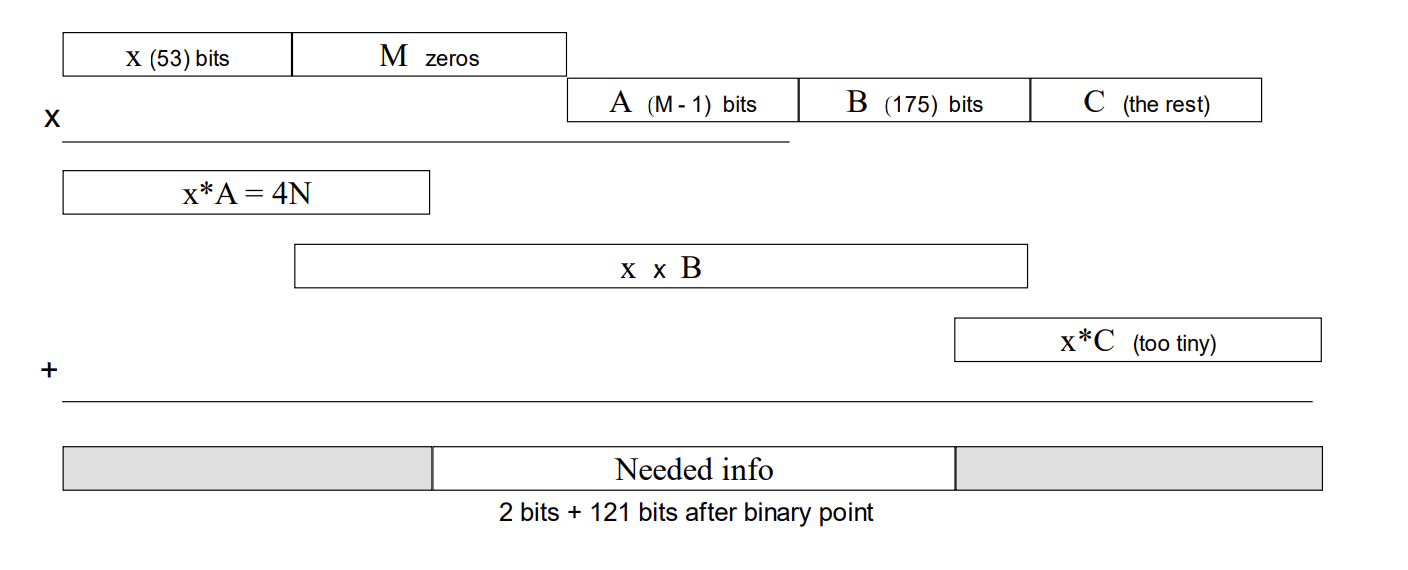 x (53) bits M zeros
A (M - 1) bits B (175) bits C (the rest)
x
x*A = 4N
x x B
x*C (too tiny)
+
Needed info
2 bits + 121 bits after binary point